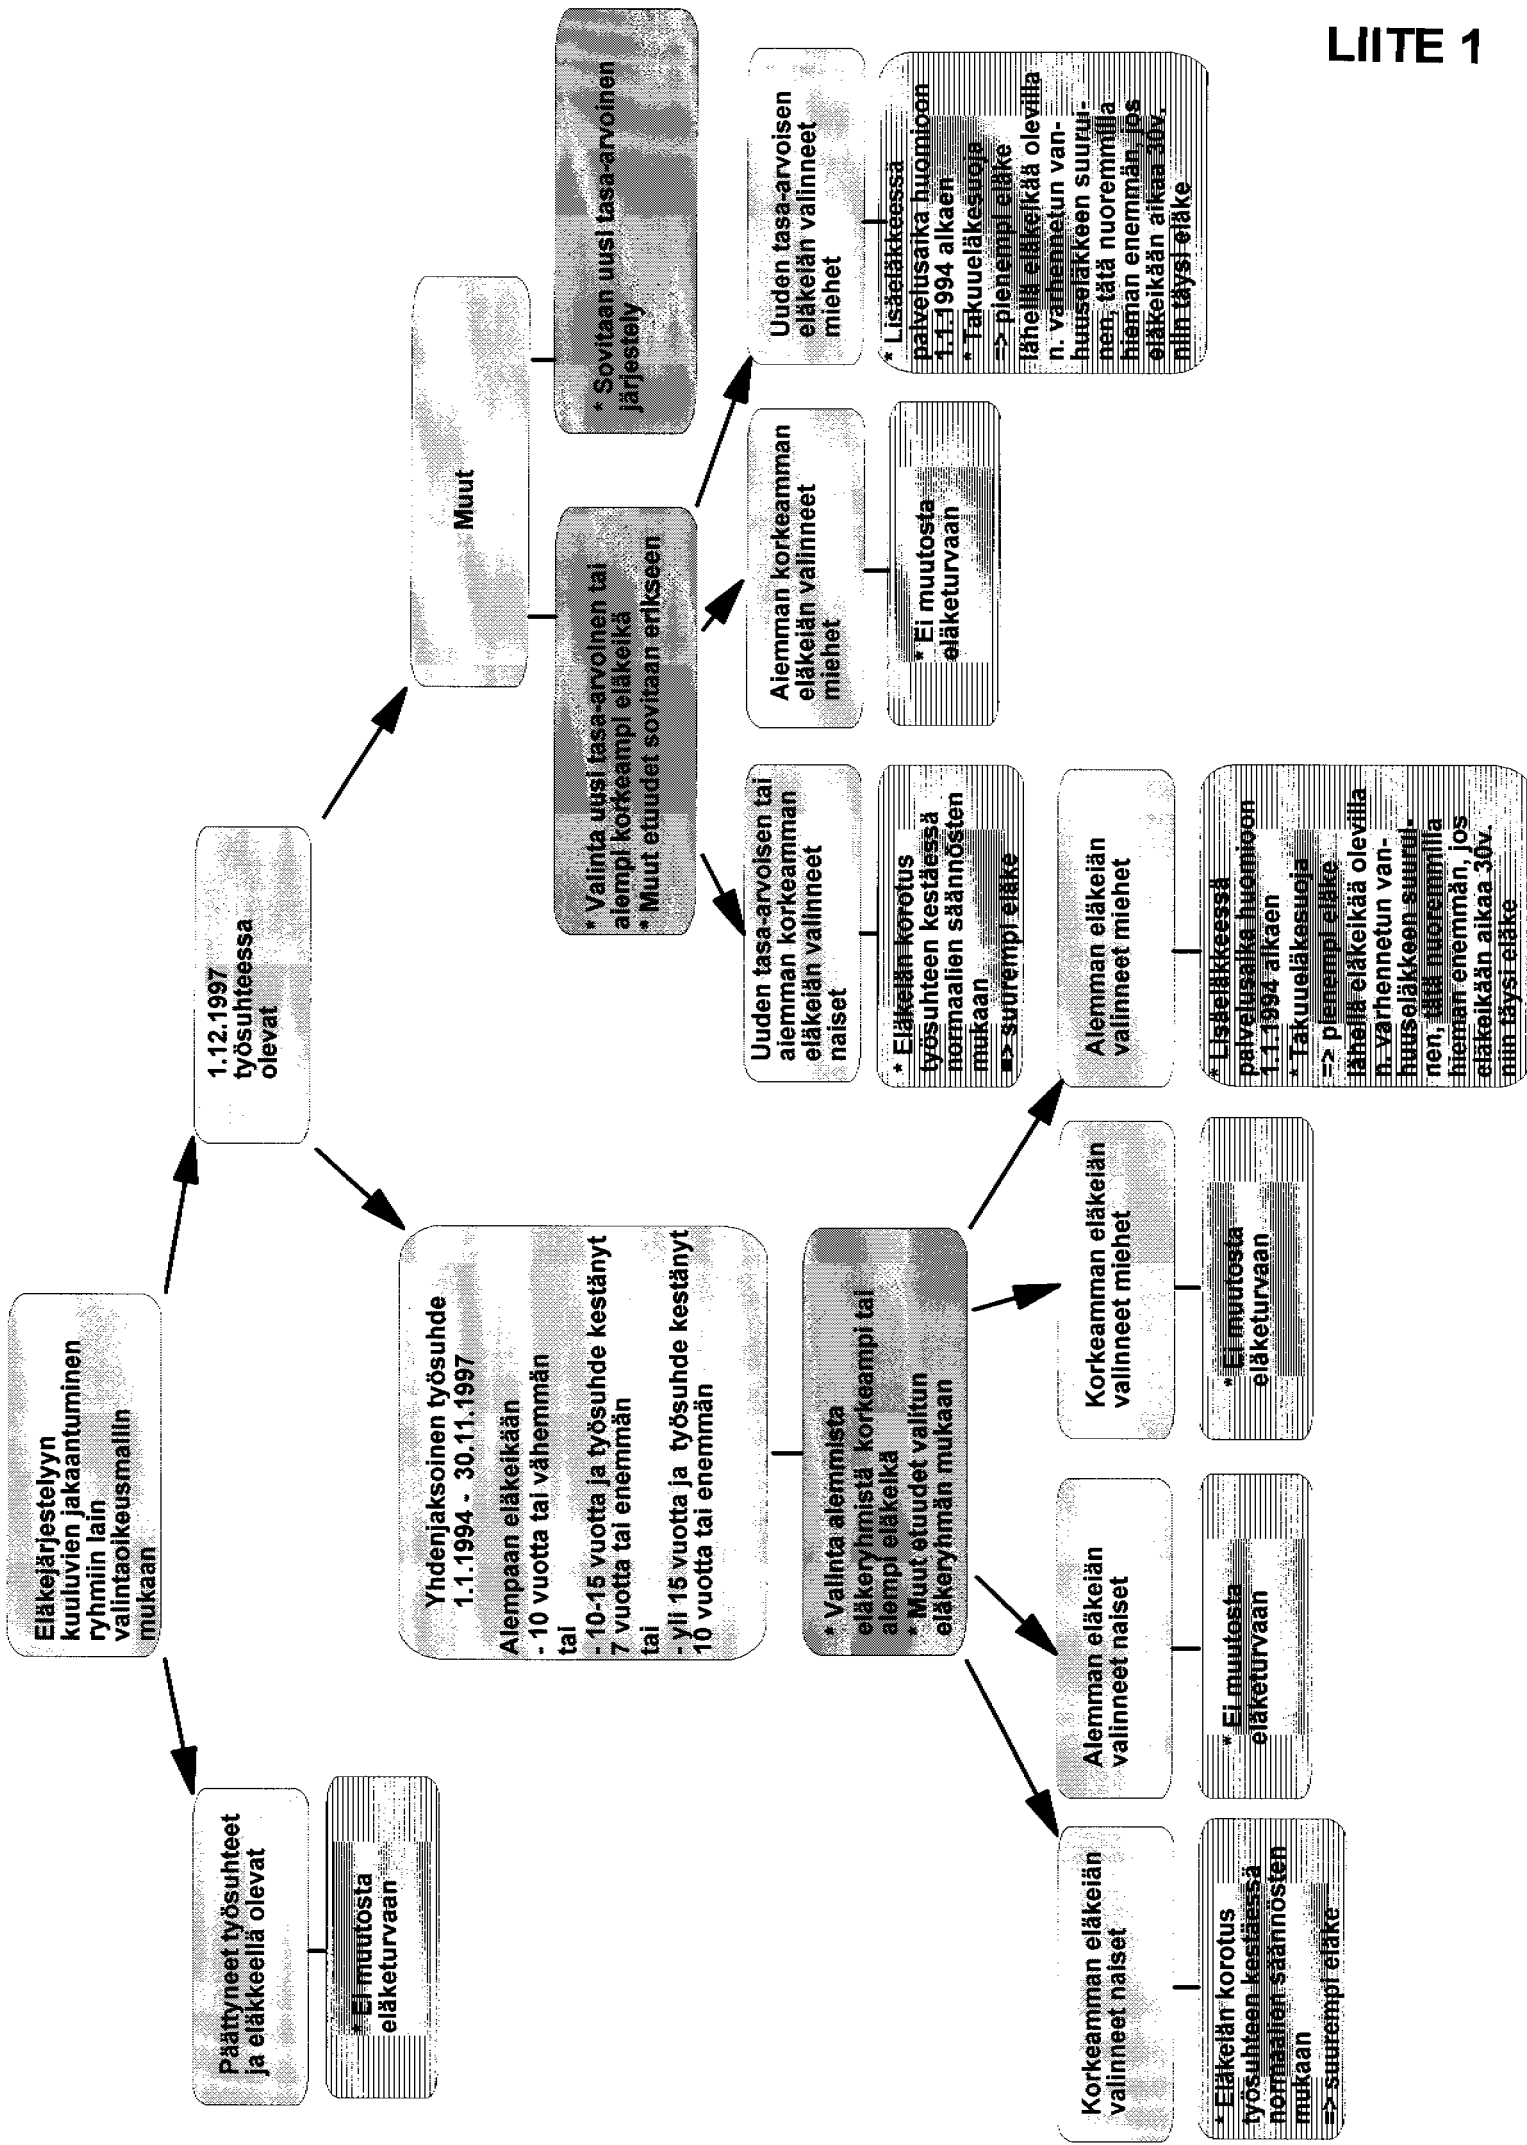 LIITE 1
Eläkejärjestelyyn
kuuluvien jakaantuminen
ryhmiin lain
valintaoikeusmallin
mukaan
Päättyneet työsuhteet
ja eläkkeellä olevat
* Ei muutosta
eläketurvaan
1.12.1997
työsuhteessa
olevat
Yhdenjaksoinen työsuhde
1.1.1994 - 30.11.1997
Alempaan eläkeikään
- 10 vuotta tai vähemmän
tai
- 10-15 vuotta ja työsuhde kestänyt
7 vuotta tai enemmän
tai
- yli 15 vuotta ja työsuhde kestänyt
10 vuotta tai enemmän
Muut
* Valinta alemmista
eläkeryhmistä korkeampi tai
alempi eläkeikä
* Muut etuudet valitun
eläkeryhmän mukaan
* Valinta uusi tasa-arvoinen tai
aiempi korkeampi eläkeikä
* Muut etuudet sovitaan erikseen
* Sovitaan uusi tasa-arvoinen
järjestely
Korkeamman eläkeiän
valinneet naiset
* Eläkeiän korotus
työsuhteen kestäessä
normaalien säännösten
mukaan
=> suurempi eläke
Alemman eläkeiän
valinneet naiset
* Ei muutosta
eläketurvaan
Korkeamman eläkeiän
valinneet miehet
* Ei muutosta
eläketurvaan
Alemman eläkeiän
valinneet miehet
* Lisäeläkkeessä
palvelusaika huomioon
1.1.1994 alkaen
* Takuueläkesuoja
=> pienempi eläke
lähellä eläkeikää olevilla
n. varhennetun van-
huuseläkkeen suurui-
nen, tätä nuoremmilla
hieman enemmän, jos
eläkeikään aikaa 30v.
niin täysi eläke
Uuden tasa-arvoisen tai
aiemman korkeamman
eläkeiän valinneet
naiset
* Eläkeiän korotus
työsuhteen kestäessä
normaalien säännösten
mukaan
=> suurempi eläke
Aiemman korkeamman
eläkeiän valinneet
miehet
* Ei muutosta
eläketurvaan
Uuden tasa-arvoisen
eläkeiän valinneet
miehet
* Lisäeläkkeessä
palvelusaika huomioon
1.1.1994 alkaen
* Takuueläkesuoja
=> pienempi eläke
lähellä eläkeikää olevilla
n. varhennetun van-
huuseläkkeen suurui-
nen, tätä nuoremmilla
hieman enemmän, jos
eläkeikään aikaa 30v.
niin täysi eläke